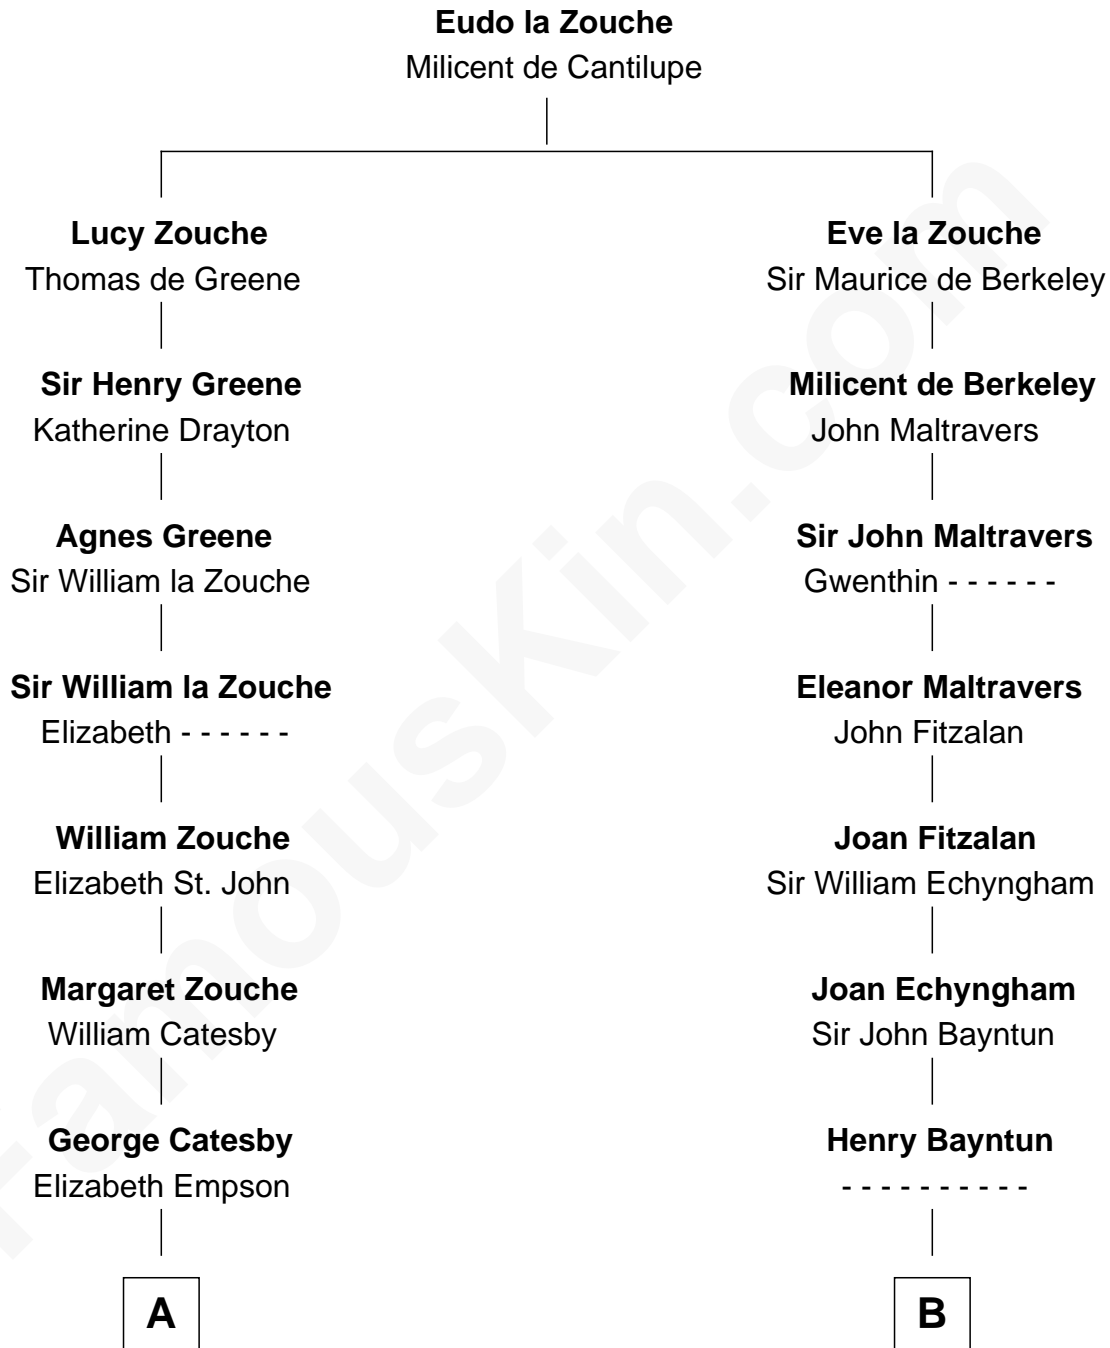 Eudo la Zouche
Milicent de Cantilupe
Lucy Zouche
Thomas de Greene
Eve la Zouche
Sir Maurice de Berkeley
Sir Henry Greene
Katherine Drayton
Milicent de Berkeley
John Maltravers
Agnes Greene
Sir William la Zouche
Sir John Maltravers
Gwenthin - - - - - -
Sir William la Zouche
Elizabeth - - - - - -
Eleanor Maltravers
John Fitzalan
William Zouche
Elizabeth St. John
Joan Fitzalan
Sir William Echyngham
Margaret Zouche
William Catesby
Joan Echyngham
Sir John Bayntun
George Catesby
Elizabeth Empson
Henry Bayntun
- - - - - - - - - -
A
B
FamousKin.com